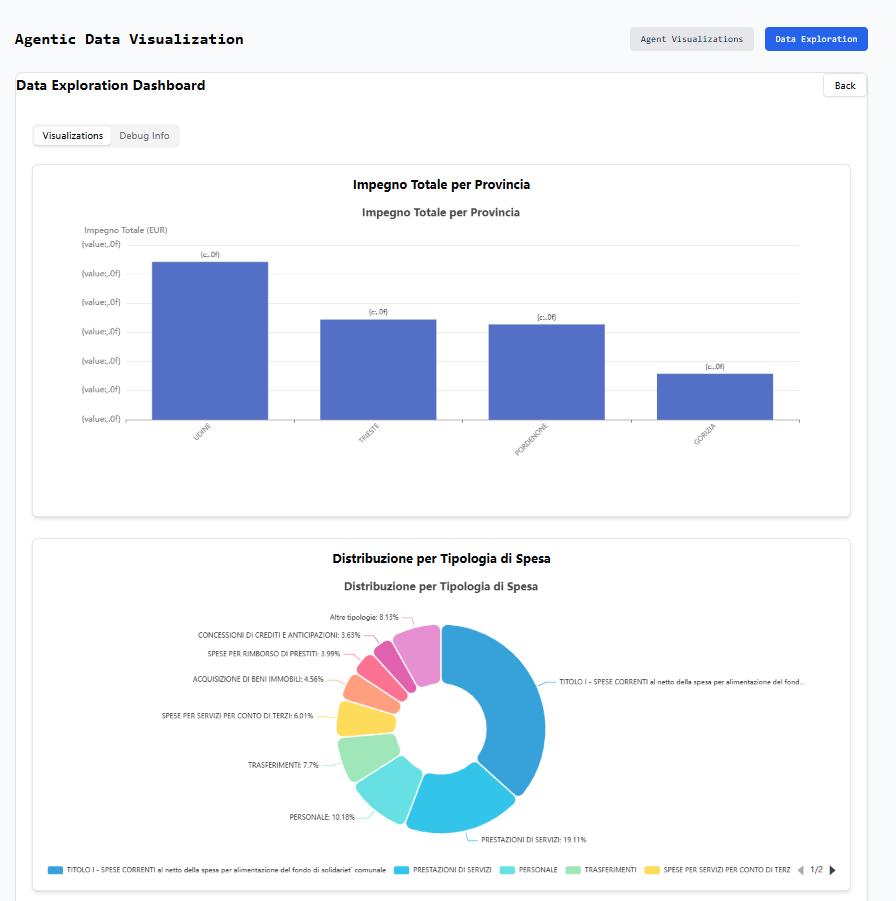 Agentic Data Visualization
Agent Visualizations
Data Exploration
Data Exploration Dashboard
Back
Visualizations
Debug Info
Impegno Totale per Provincia
Impegno Totale per Provincia
Impegno Totale (EUR)
{value:,.0f}
{value:,.0f}
{value:,.0f}
{value:,.0f}
{value:,.0f}
{value:,.0f}
{value:,.0f}
{c:,.0f}
{c:,.0f}
{c:,.0f}
{c:,.0f}
UDINE
TRIESTE
PORDENONE
GORIZIA
Distribuzione per Tipologia di Spesa
Distribuzione per Tipologia di Spesa
Altre tipologie: 8.13%
CONCESSIONI DI CREDITI E ANTICIPAZIONI: 3.63%
SPESE PER RIMBORSO DI PRESTITI: 3.99%
ACQUISIZIONE DI BENI IMMOBILI: 4.56%
TITOLO I - SPESE CORRENTI al netto della spesa per alimentazione del fond...
SPESE PER SERVIZI PER CONTO DI TERZI: 6.01%
TRASFERIMENTI: 7.7%
PERSONALE: 10.18%
PRESTAZIONI DI SERVIZI: 19.11%
TITOLO I - SPESE CORRENTI al netto della spesa per alimentazione del fondo di solidariet` comunale
PRESTAZIONI DI SERVIZI
PERSONALE
TRASFERIMENTI
SPESE PER SERVIZI PER CONTO DI TERZ
1/2